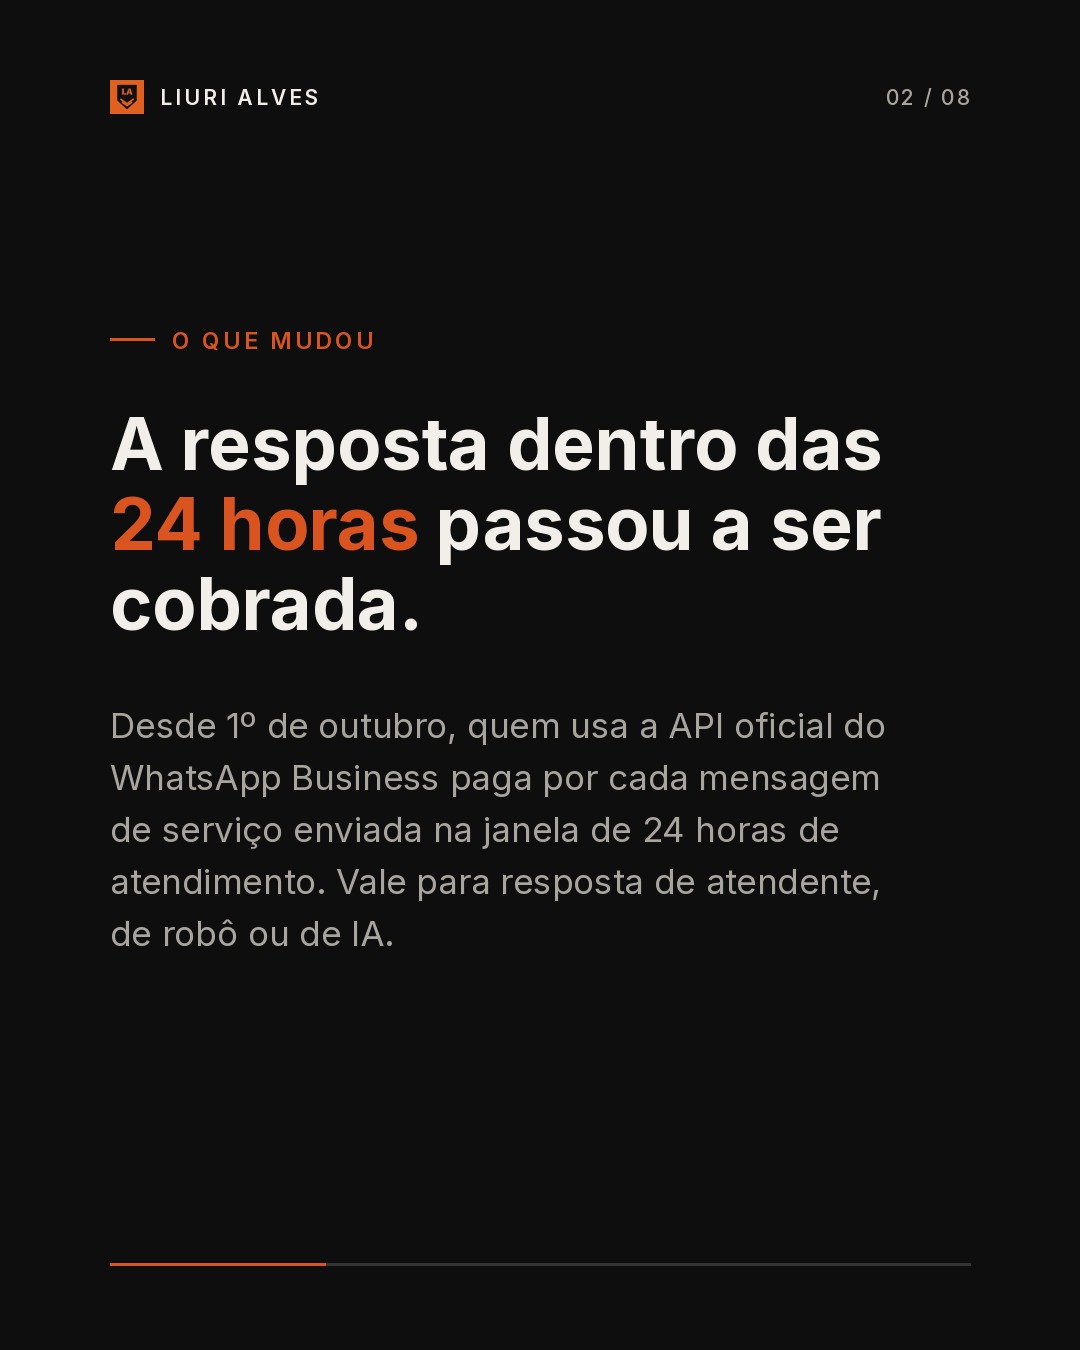 LA
LIURI ALVES
02 / 08
O QUE MUDOU
A resposta dentro das
24 horas passou a ser
cobrada.
Desde 1º de outubro, quem usa a API oficial do
WhatsApp Business paga por cada mensagem
de serviço enviada na janela de 24 horas de
atendimento. Vale para resposta de atendente,
de robô ou de IA.